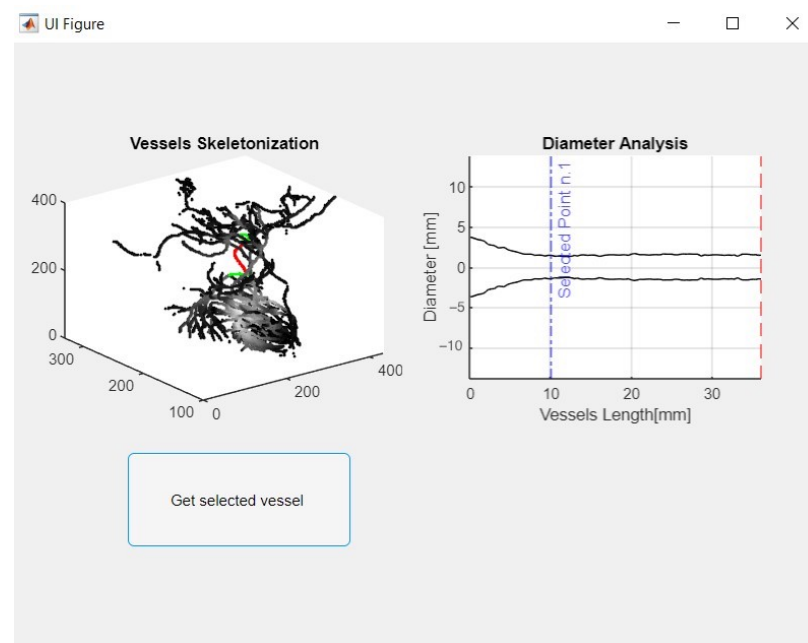 UI Figure
Vessels Skeletonization
400
200
0
300
200
100
0
200
400
Diameter Analysis
Diameter [mm]
10
5
0
−5
−10
Selected Point n.1
0
10
20
30
Vessels Length[mm]
Get selected vessel